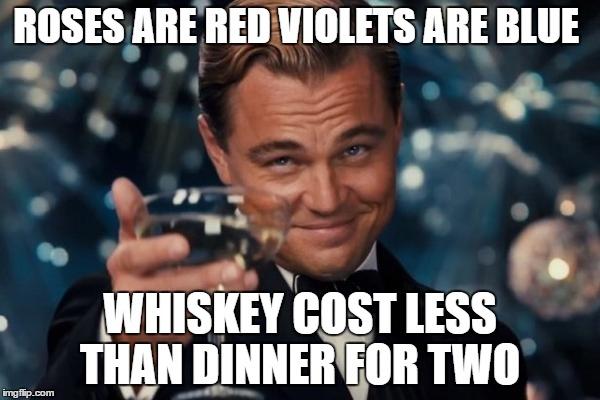 ROSES ARE RED VIOLETS ARE BLUE
WHISKEY COST LESS
THAN DINNER FOR TWO
imgflip.com